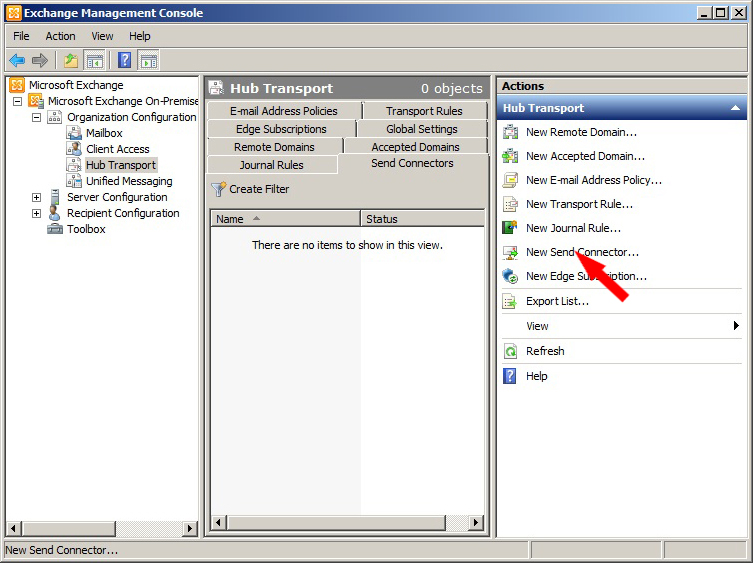 Exchange Management Console
File Action View Help
Microsoft Exchange
Microsoft Exchange On-Premise
Organization Configuration
Mailbox
Client Access
Hub Transport
Unified Messaging
Server Configuration
Recipient Configuration
Toolbox
Hub Transport 0 objects
E-mail Address Policies Transport Rules
Edge Subscriptions Global Settings
Remote Domains Accepted Domains
Journal Rules Send Connectors
Create Filter
Name Status
There are no items to show in this view.
Actions
Hub Transport
New Remote Domain...
New Accepted Domain...
New E-mail Address Policy...
New Transport Rule...
New Journal Rule...
New Send Connector...
New Edge Subscription...
Export List...
View
Refresh
Help
New Send Connector...